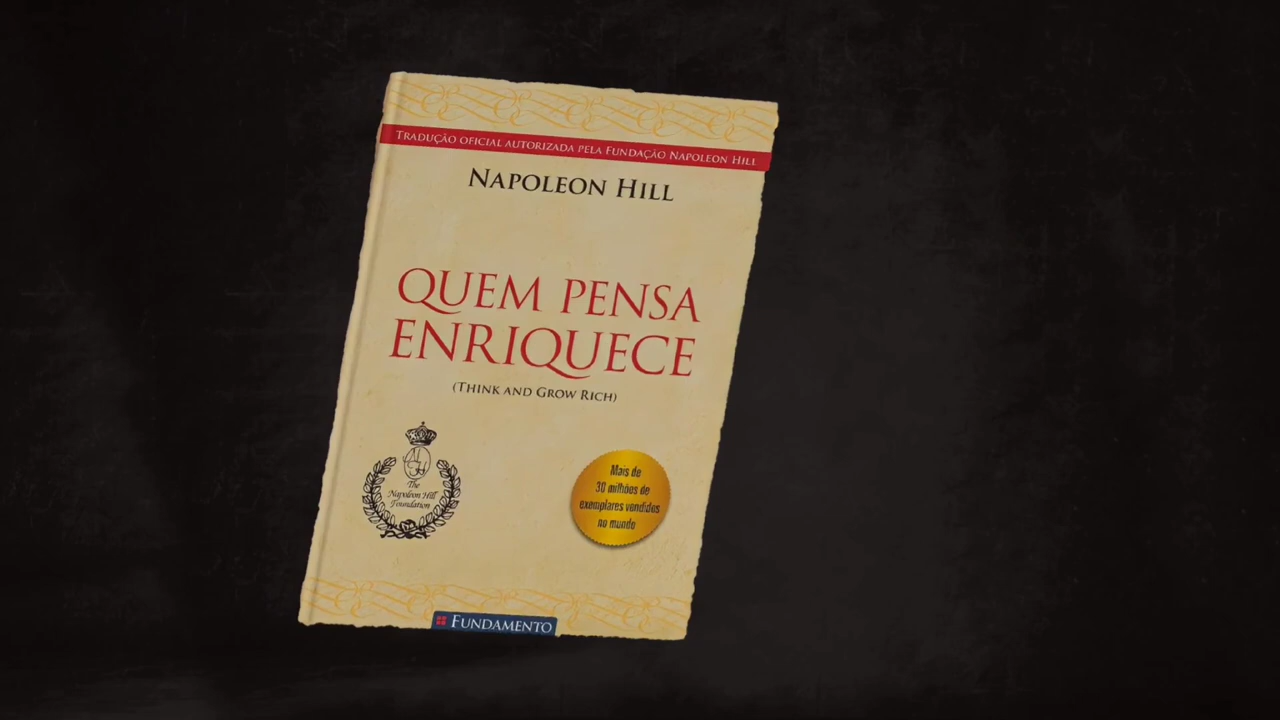 TRADUÇÃO OFICIAL AUTORIZADA PELA FUNDAÇÃO NAPOLEON HILL
NAPOLEON HILL
QUEM PENSA
ENRIQUECE
(THINK AND GROW RICH)
The
Napoleon Hill
Foundation
Mais de
30 milhões de
exemplares vendidos
no mundo
FUNDAMENTO